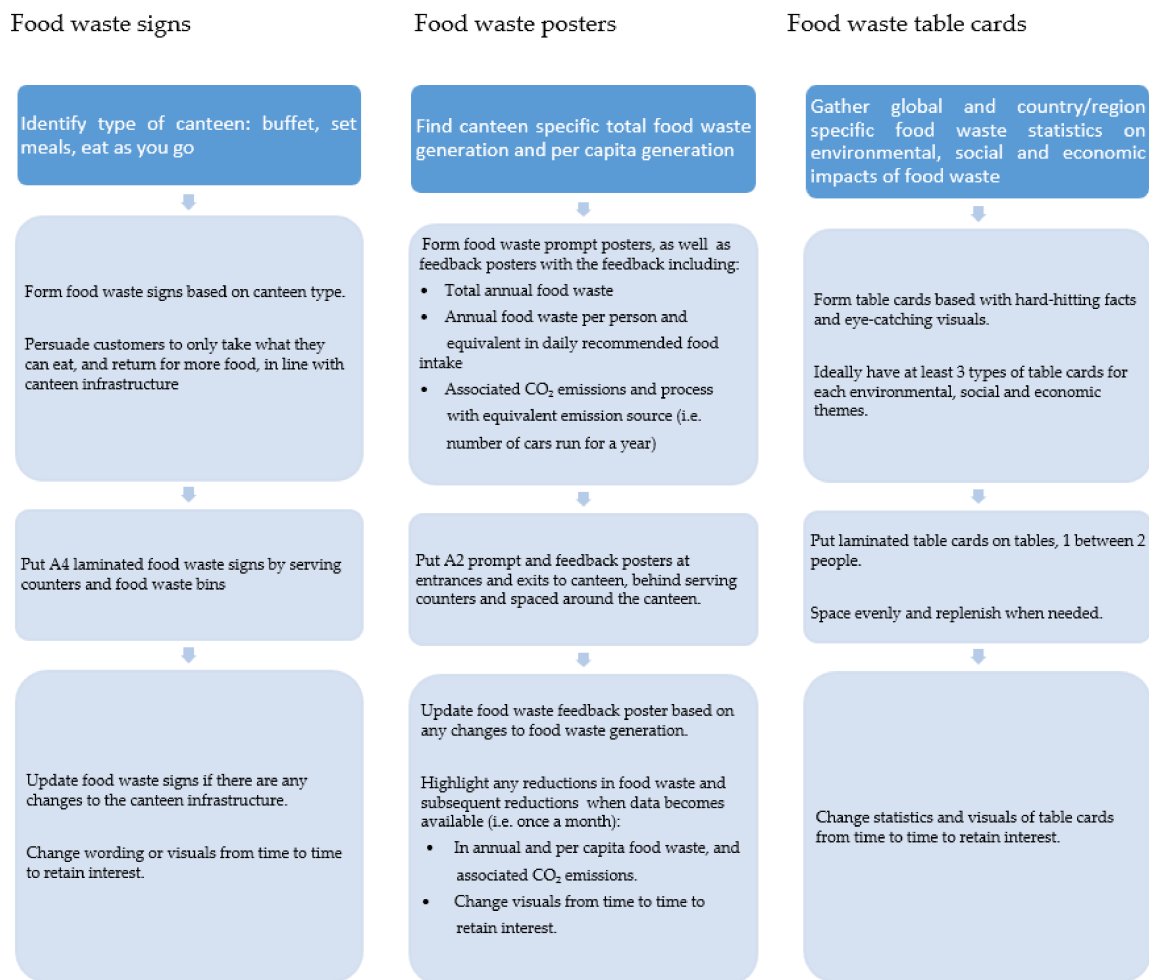 Food waste signs
Identify type of canteen: buffet, set
meals, eat as you go
Form food waste signs based on canteen type.
Persuade customers to only take what they
can eat, and return for more food, in line with
canteen infrastructure
Put A4 laminated food waste signs by serving
counters and food waste bins
Update food waste signs if there are any
changes to the canteen infrastructure.
Change wording or visuals from time to time
to retain interest.
Food waste posters
Find canteen specific total food waste
generation and per capita generation
Form food waste prompt posters, as well as
feedback posters with the feedback including:
• Total annual food waste
• Annual food waste per person and
equivalent in daily recommended food
intake
• Associated CO₂ emissions and process
with equivalent emission source (i.e.
number of cars run for a year)
Put A2 prompt and feedback posters at
entrances and exits to canteen, behind serving
counters and spaced around the canteen.
Update food waste feedback poster based on
any changes to food waste generation.
Highlight any reductions in food waste and
subsequent reductions when data becomes
available (i.e. once a month):
• In annual and per capita food waste, and
associated CO₂ emissions.
• Change visuals from time to time to
retain interest.
Food waste table cards
Gather global and country/region
specific food waste statistics on
environmental, social and economic
impacts of food waste
Form table cards based with hard-hitting facts
and eye-catching visuals.
Ideally have at least 3 types of table cards for
each environmental, social and economic
themes.
Put laminated table cards on tables, 1 between 2
people.
Space evenly and replenish when needed.
Change statistics and visuals of table cards
from time to time to retain interest.